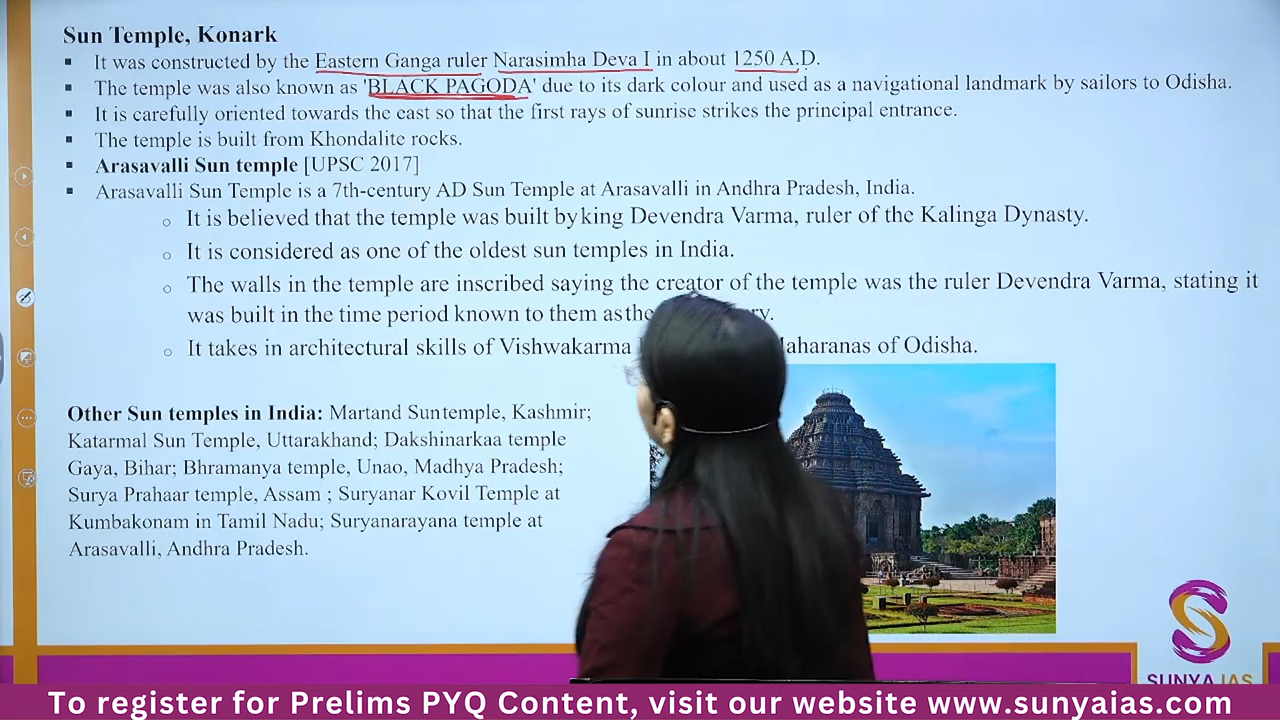 Sun Temple, Konark
▪ It was constructed by the Eastern Ganga ruler Narasimha Deva I in about 1250 A.D.
▪ The temple was also known as 'BLACK PAGODA' due to its dark colour and used as a navigational landmark by sailors to Odisha.
▪ It is carefully oriented towards the east so that the first rays of sunrise strikes the principal entrance.
▪ The temple is built from Khondalite rocks.
▪ Arasavalli Sun temple [UPSC 2017]
▪ Arasavalli Sun Temple is a 7th-century AD Sun Temple at Arasavalli in Andhra Pradesh, India.
o It is believed that the temple was built by king Devendra Varma, ruler of the Kalinga Dynasty.
o It is considered as one of the oldest sun temples in India.
o The walls in the temple are inscribed saying the creator of the temple was the ruler Devendra Varma, stating it
was built in the time period known to them as the
o It takes in architectural skills of Vishwakarma of Odisha.
Other Sun temples in India: Martand Sun temple, Kashmir;
Katarmal Sun Temple, Uttarakhand; Dakshinarkaa temple
Gaya, Bihar; Bhramanya temple, Unao, Madhya Pradesh;
Surya Prahaar temple, Assam ; Suryanar Kovil Temple at
Kumbakonam in Tamil Nadu; Suryanarayana temple at
Arasavalli, Andhra Pradesh.
SUNYA IAS
To register for Prelims PYQ Content, visit our website www.sunyaias.com